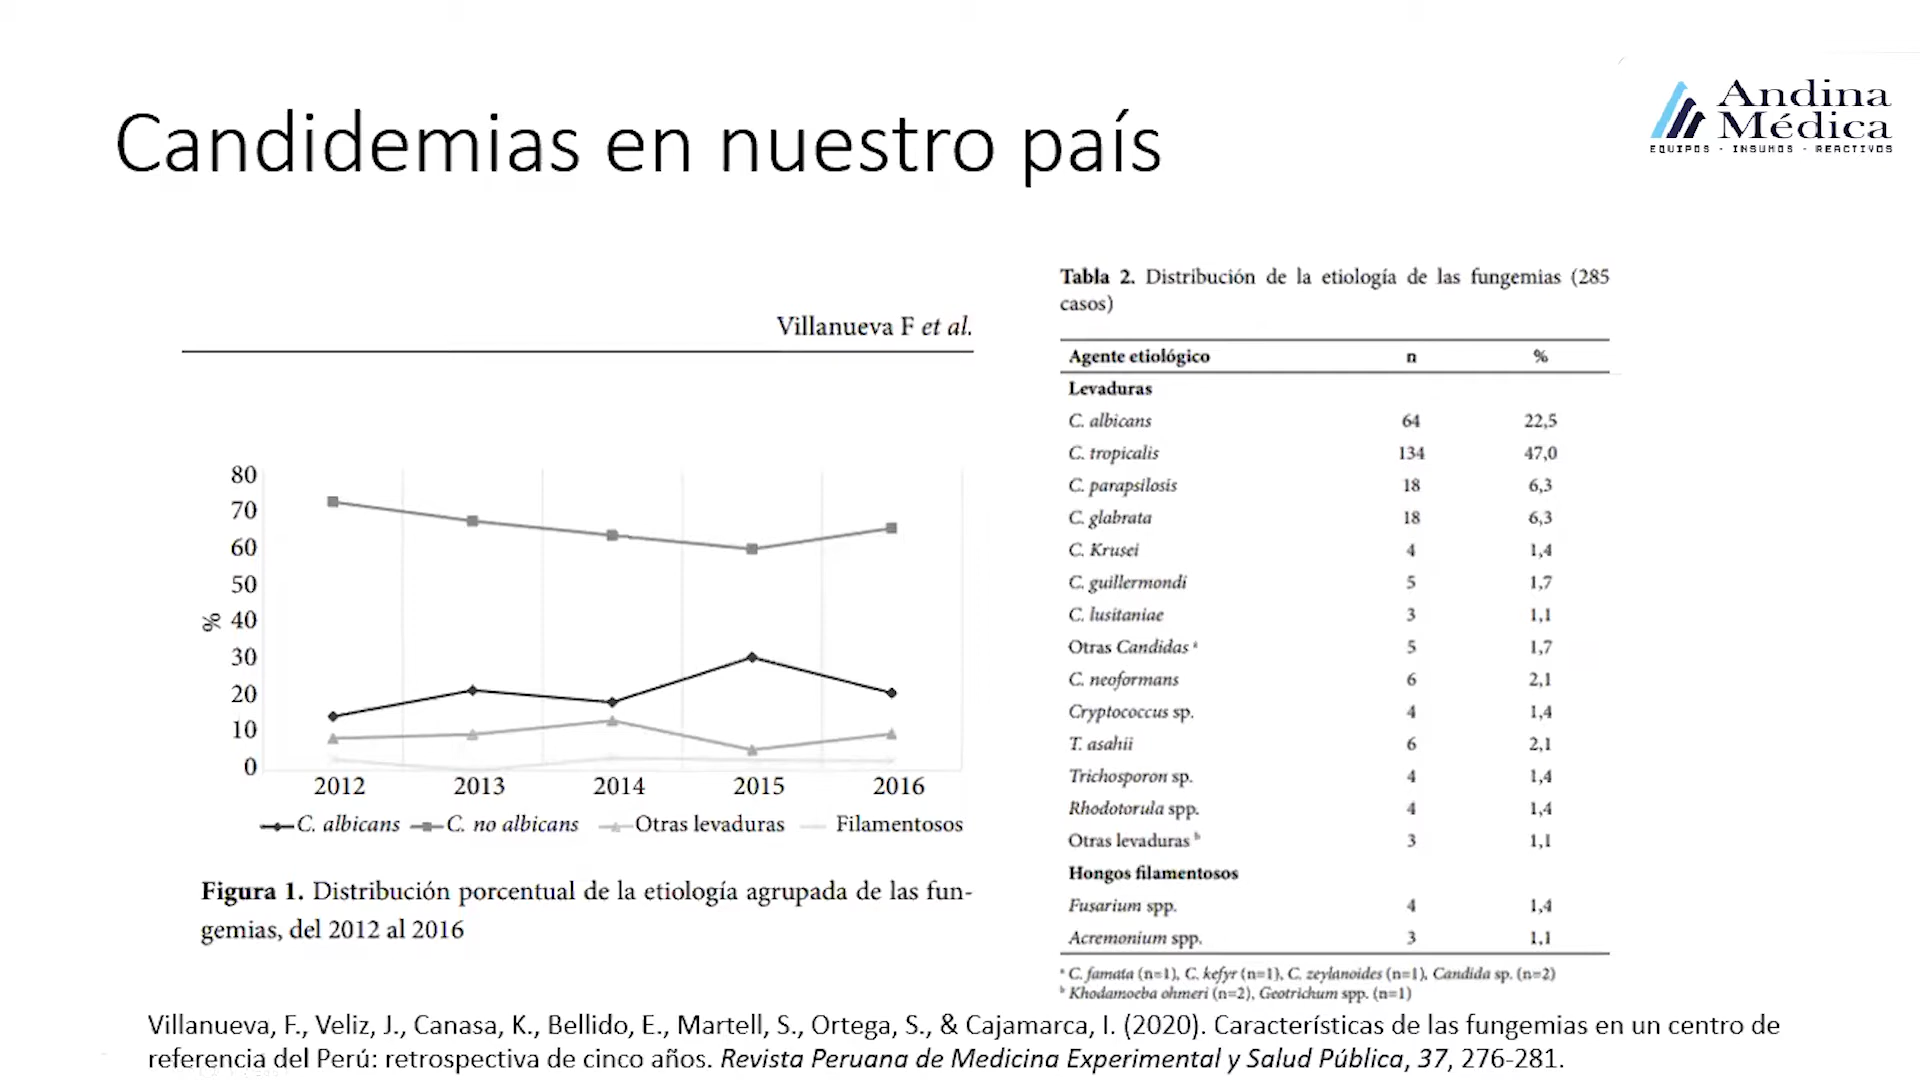 Andina
Médica
EQUIPOS - INSUMOS - REACTIVOS
Candidemias en nuestro país
Villanueva F et al.
%
80
70
60
50
40
30
20
10
0
2012 2013 2014 2015 2016
C. albicans C. no albicans Otras levaduras Filamentosos
Figura 1. Distribución porcentual de la etiología agrupada de las fun-
gemias, del 2012 al 2016
Tabla 2. Distribución de la etiología de las fungemias (285
casos)
Agente etiológico n %
Levaduras
C. albicans 64 22,5
C. tropicalis 134 47,0
C. parapsilosis 18 6,3
C. glabrata 18 6,3
C. Krusei 4 1,4
C. guillermondi 5 1,7
C. lusitaniae 3 1,1
Otras Candidas a 5 1,7
C. neoformans 6 2,1
Cryptococcus sp. 4 1,4
T. asahii 6 2,1
Trichosporon sp. 4 1,4
Rhodotorula spp. 4 1,4
Otras levaduras b 3 1,1
Hongos filamentosos
Fusarium spp. 4 1,4
Acremonium spp. 3 1,1
a C. famata (n=1), C. kefyr (n=1), C. zeylanoides (n=1), Candida sp. (n=2)
b Khodamoeba ohmeri (n=2), Geotrichum spp. (n=1)
Villanueva, F., Veliz, J., Canasa, K., Bellido, E., Martell, S., Ortega, S., & Cajamarca, I. (2020). Características de las fungemias en un centro de
referencia del Perú: retrospectiva de cinco años. Revista Peruana de Medicina Experimental y Salud Pública, 37, 276-281.